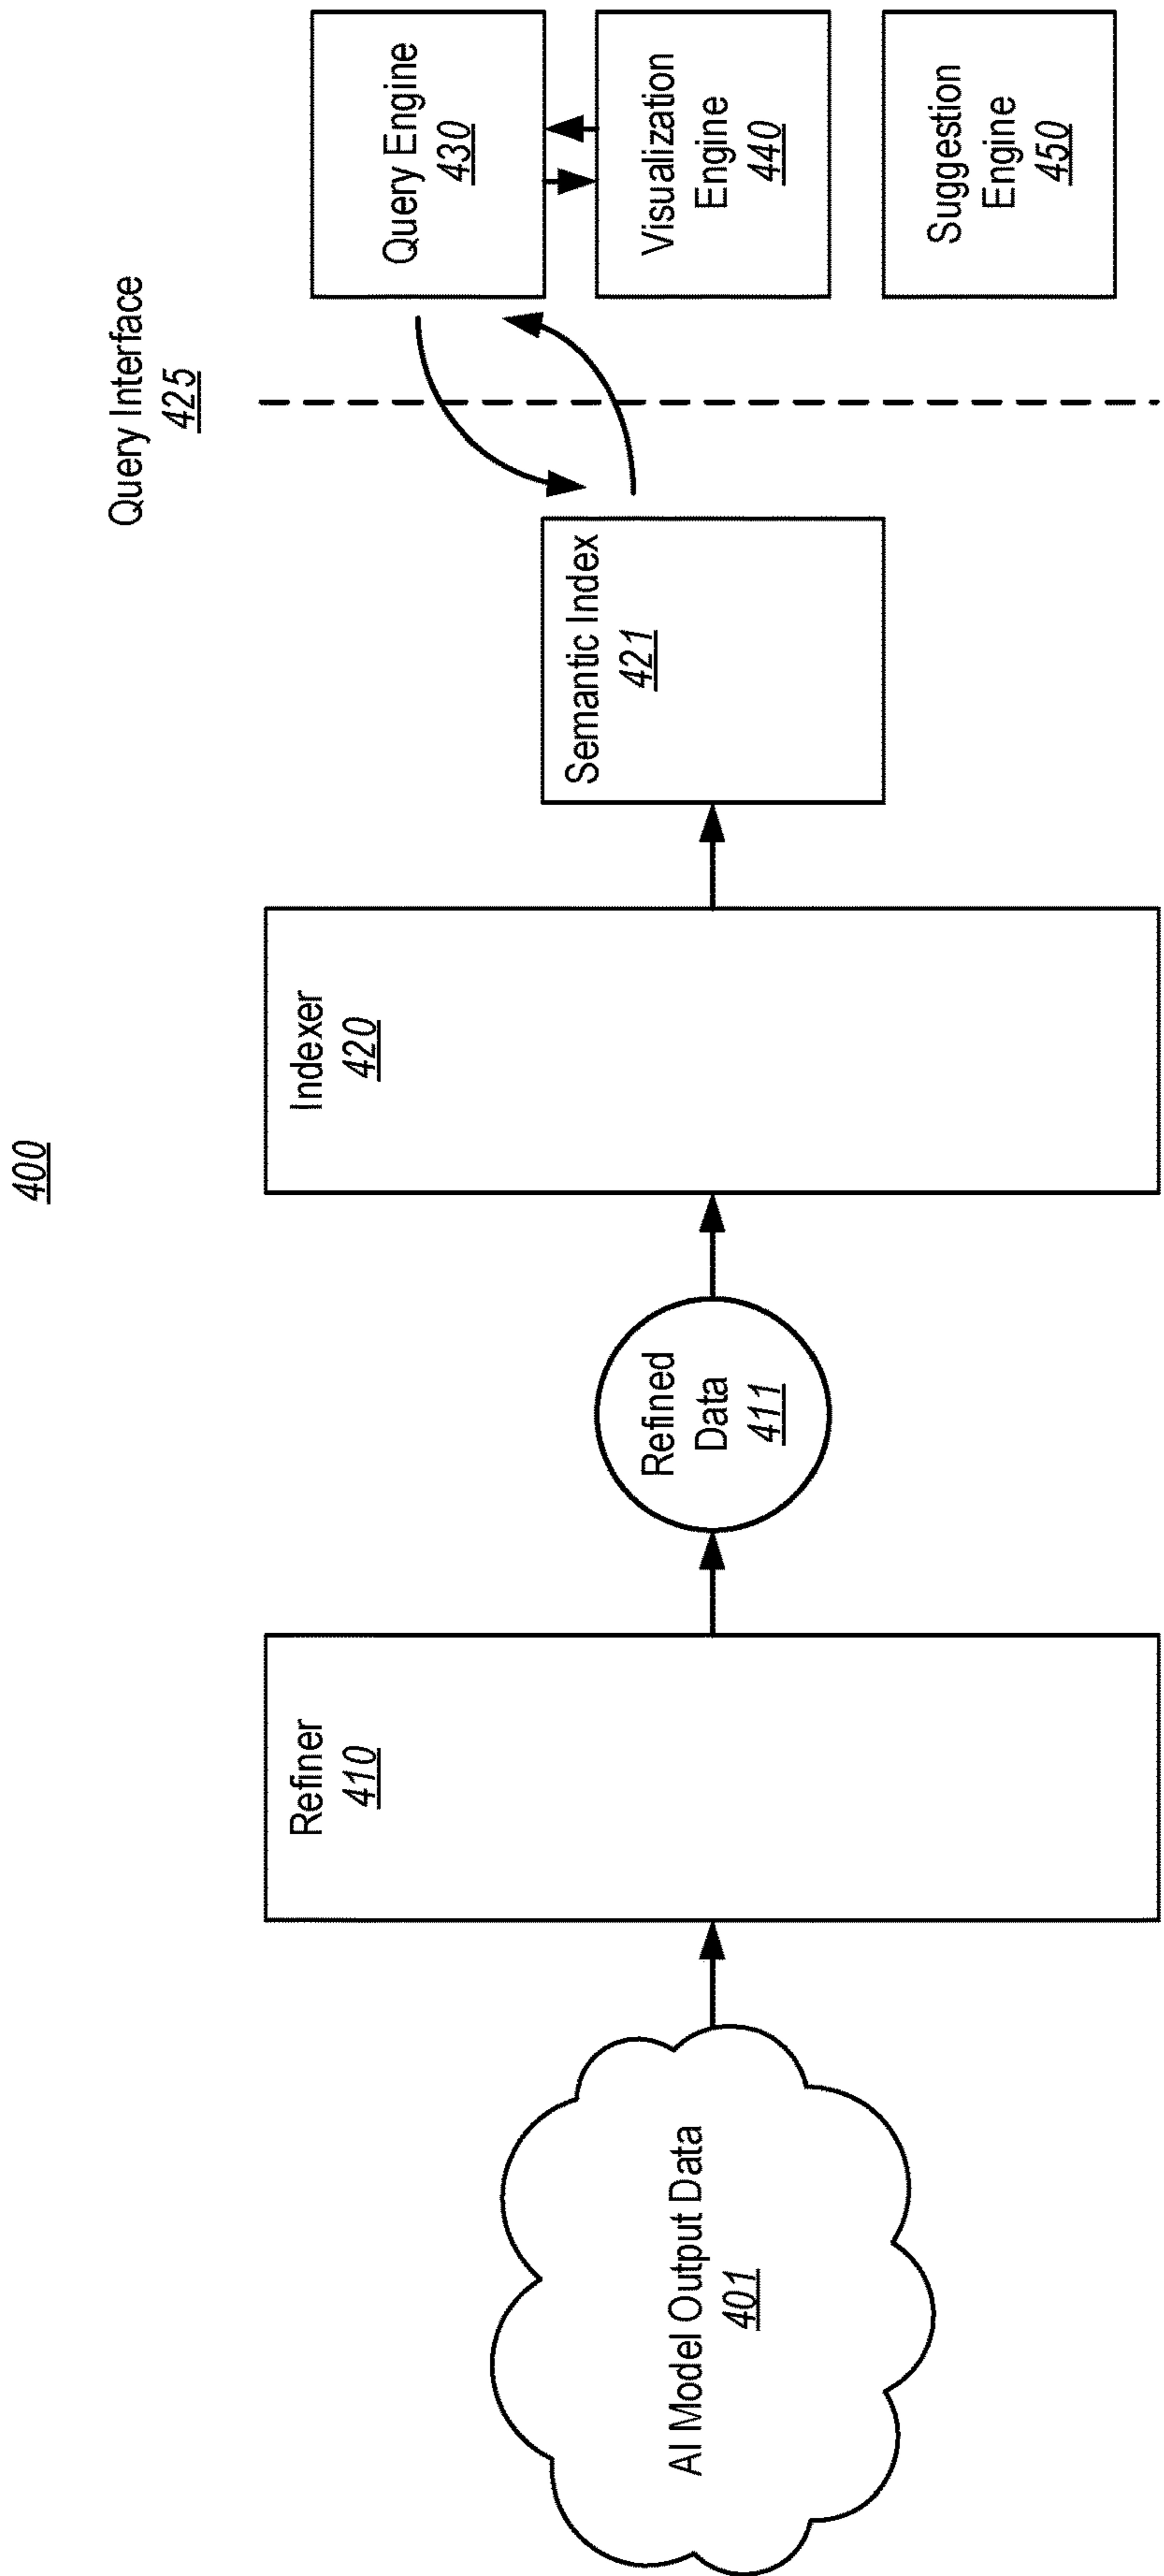 400
AI Model Output Data
401
Refiner
410
Refined
Data
411
Indexer
420
Semantic Index
421
Query Interface
425
Query Engine
430
Visualization
Engine
440
Suggestion
Engine
450